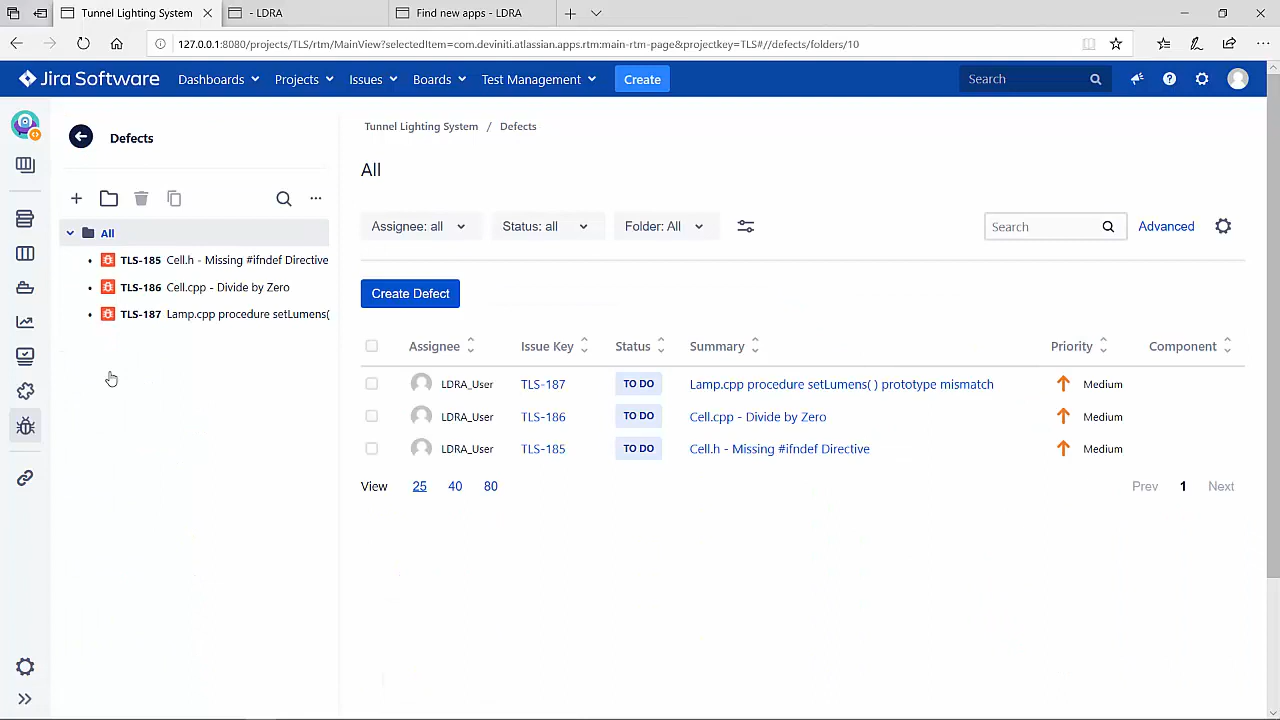 Tunnel Lighting System
- LDRA
Find new apps - LDRA
127.0.0.1:8080/projects/TLS/rtm/MainView?selectedItem=com.deviniti.atlassian.apps.rtm:main-rtm-page&projectkey=TLS#//defects/folders/10
Jira Software
Dashboards
Projects
Issues
Boards
Test Management
Create
Search
Defects
All
TLS-185 Cell.h - Missing #ifndef Directive
TLS-186 Cell.cpp - Divide by Zero
TLS-187 Lamp.cpp procedure setLumens(
Tunnel Lighting System / Defects
All
Assignee: all
Status: all
Folder: All
Search
Advanced
Create Defect
Assignee Issue Key Status Summary Priority Component
LDRA_User TLS-187 TO DO Lamp.cpp procedure setLumens( ) prototype mismatch Medium
LDRA_User TLS-186 TO DO Cell.cpp - Divide by Zero Medium
LDRA_User TLS-185 TO DO Cell.h - Missing #ifndef Directive Medium
View 25 40 80
Prev 1 Next